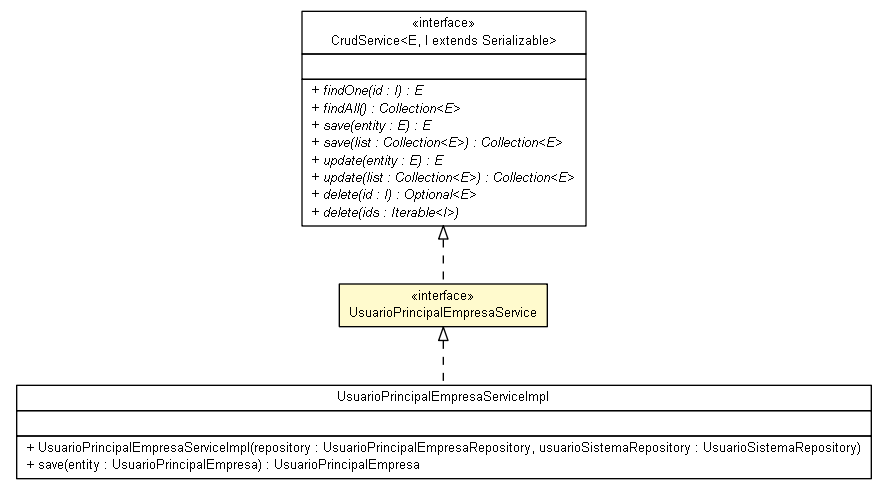 «interface»
CrudService<E, I extends Serializable>
+ findOne(id : I) : E
+ findAll() : Collection<E>
+ save(entity : E) : E
+ save(list : Collection<E>) : Collection<E>
+ update(entity : E) : E
+ update(list : Collection<E>) : Collection<E>
+ delete(id : I) : Optional<E>
+ delete(ids : Iterable<I>)
«interface»
UsuarioPrincipalEmpresaService
UsuarioPrincipalEmpresaServiceImpl
+ UsuarioPrincipalEmpresaServiceImpl(repository : UsuarioPrincipalEmpresaRepository, usuarioSistemaRepository : UsuarioSistemaRepository)
+ save(entity : UsuarioPrincipalEmpresa) : UsuarioPrincipalEmpresa